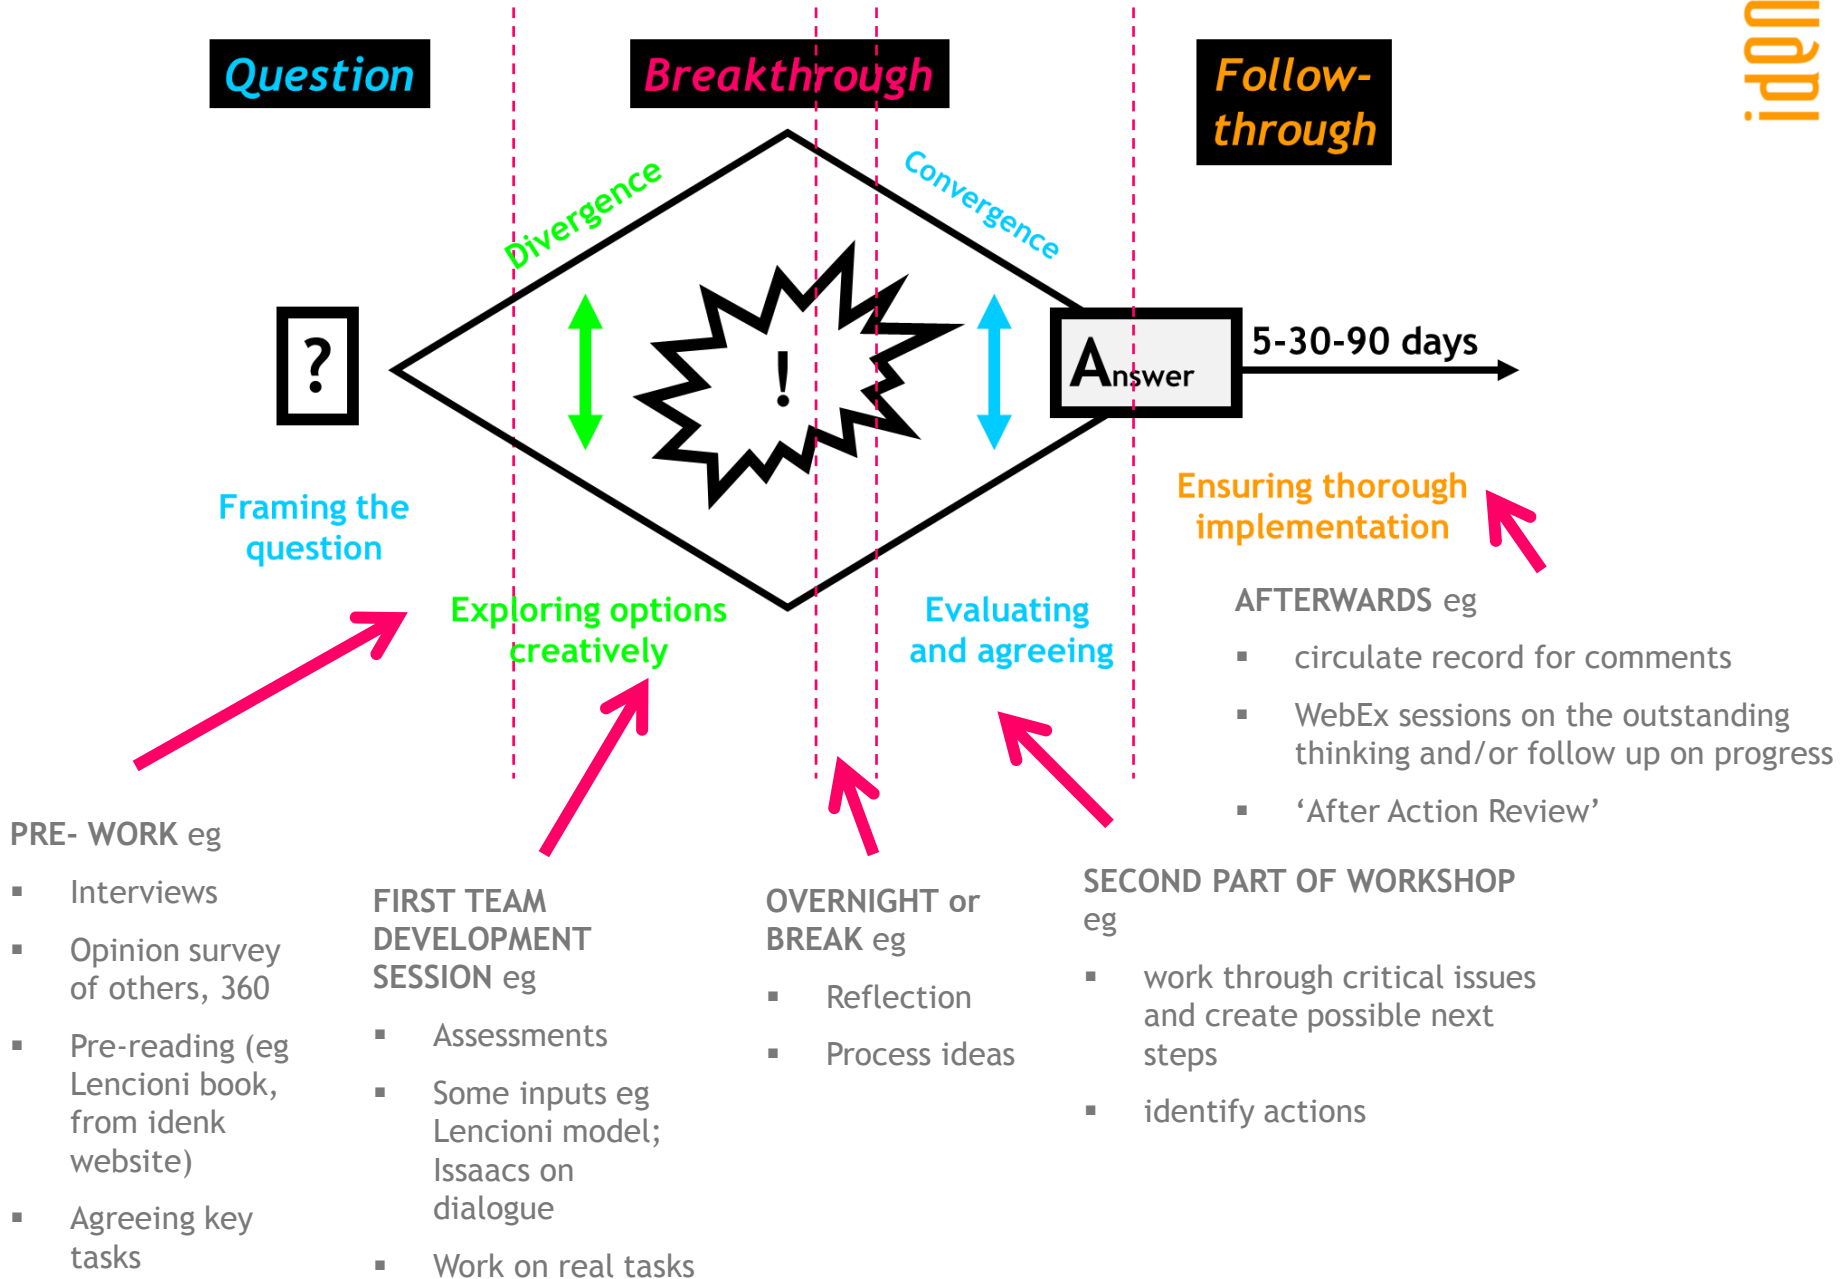 Question
Breakthrough
Follow-
through
Divergence
Convergence
?
!
Answer
5-30-90 days
Framing the
question
Exploring options
creatively
Evaluating
and agreeing
Ensuring thorough
implementation
AFTERWARDS eg
▪ circulate record for comments
▪ WebEx sessions on the outstanding
thinking and/or follow up on progress
▪ ‘After Action Review’
PRE- WORK eg
▪ Interviews
▪ Opinion survey
of others, 360
▪ Pre-reading (eg
Lencioni book,
from idenk
website)
▪ Agreeing key
tasks
FIRST TEAM
DEVELOPMENT
SESSION eg
▪ Assessments
▪ Some inputs eg
Lencioni model;
Issaacs on
dialogue
▪ Work on real tasks
OVERNIGHT or
BREAK eg
▪ Reflection
▪ Process ideas
SECOND PART OF WORKSHOP
eg
▪ work through critical issues
and create possible next
steps
▪ identify actions